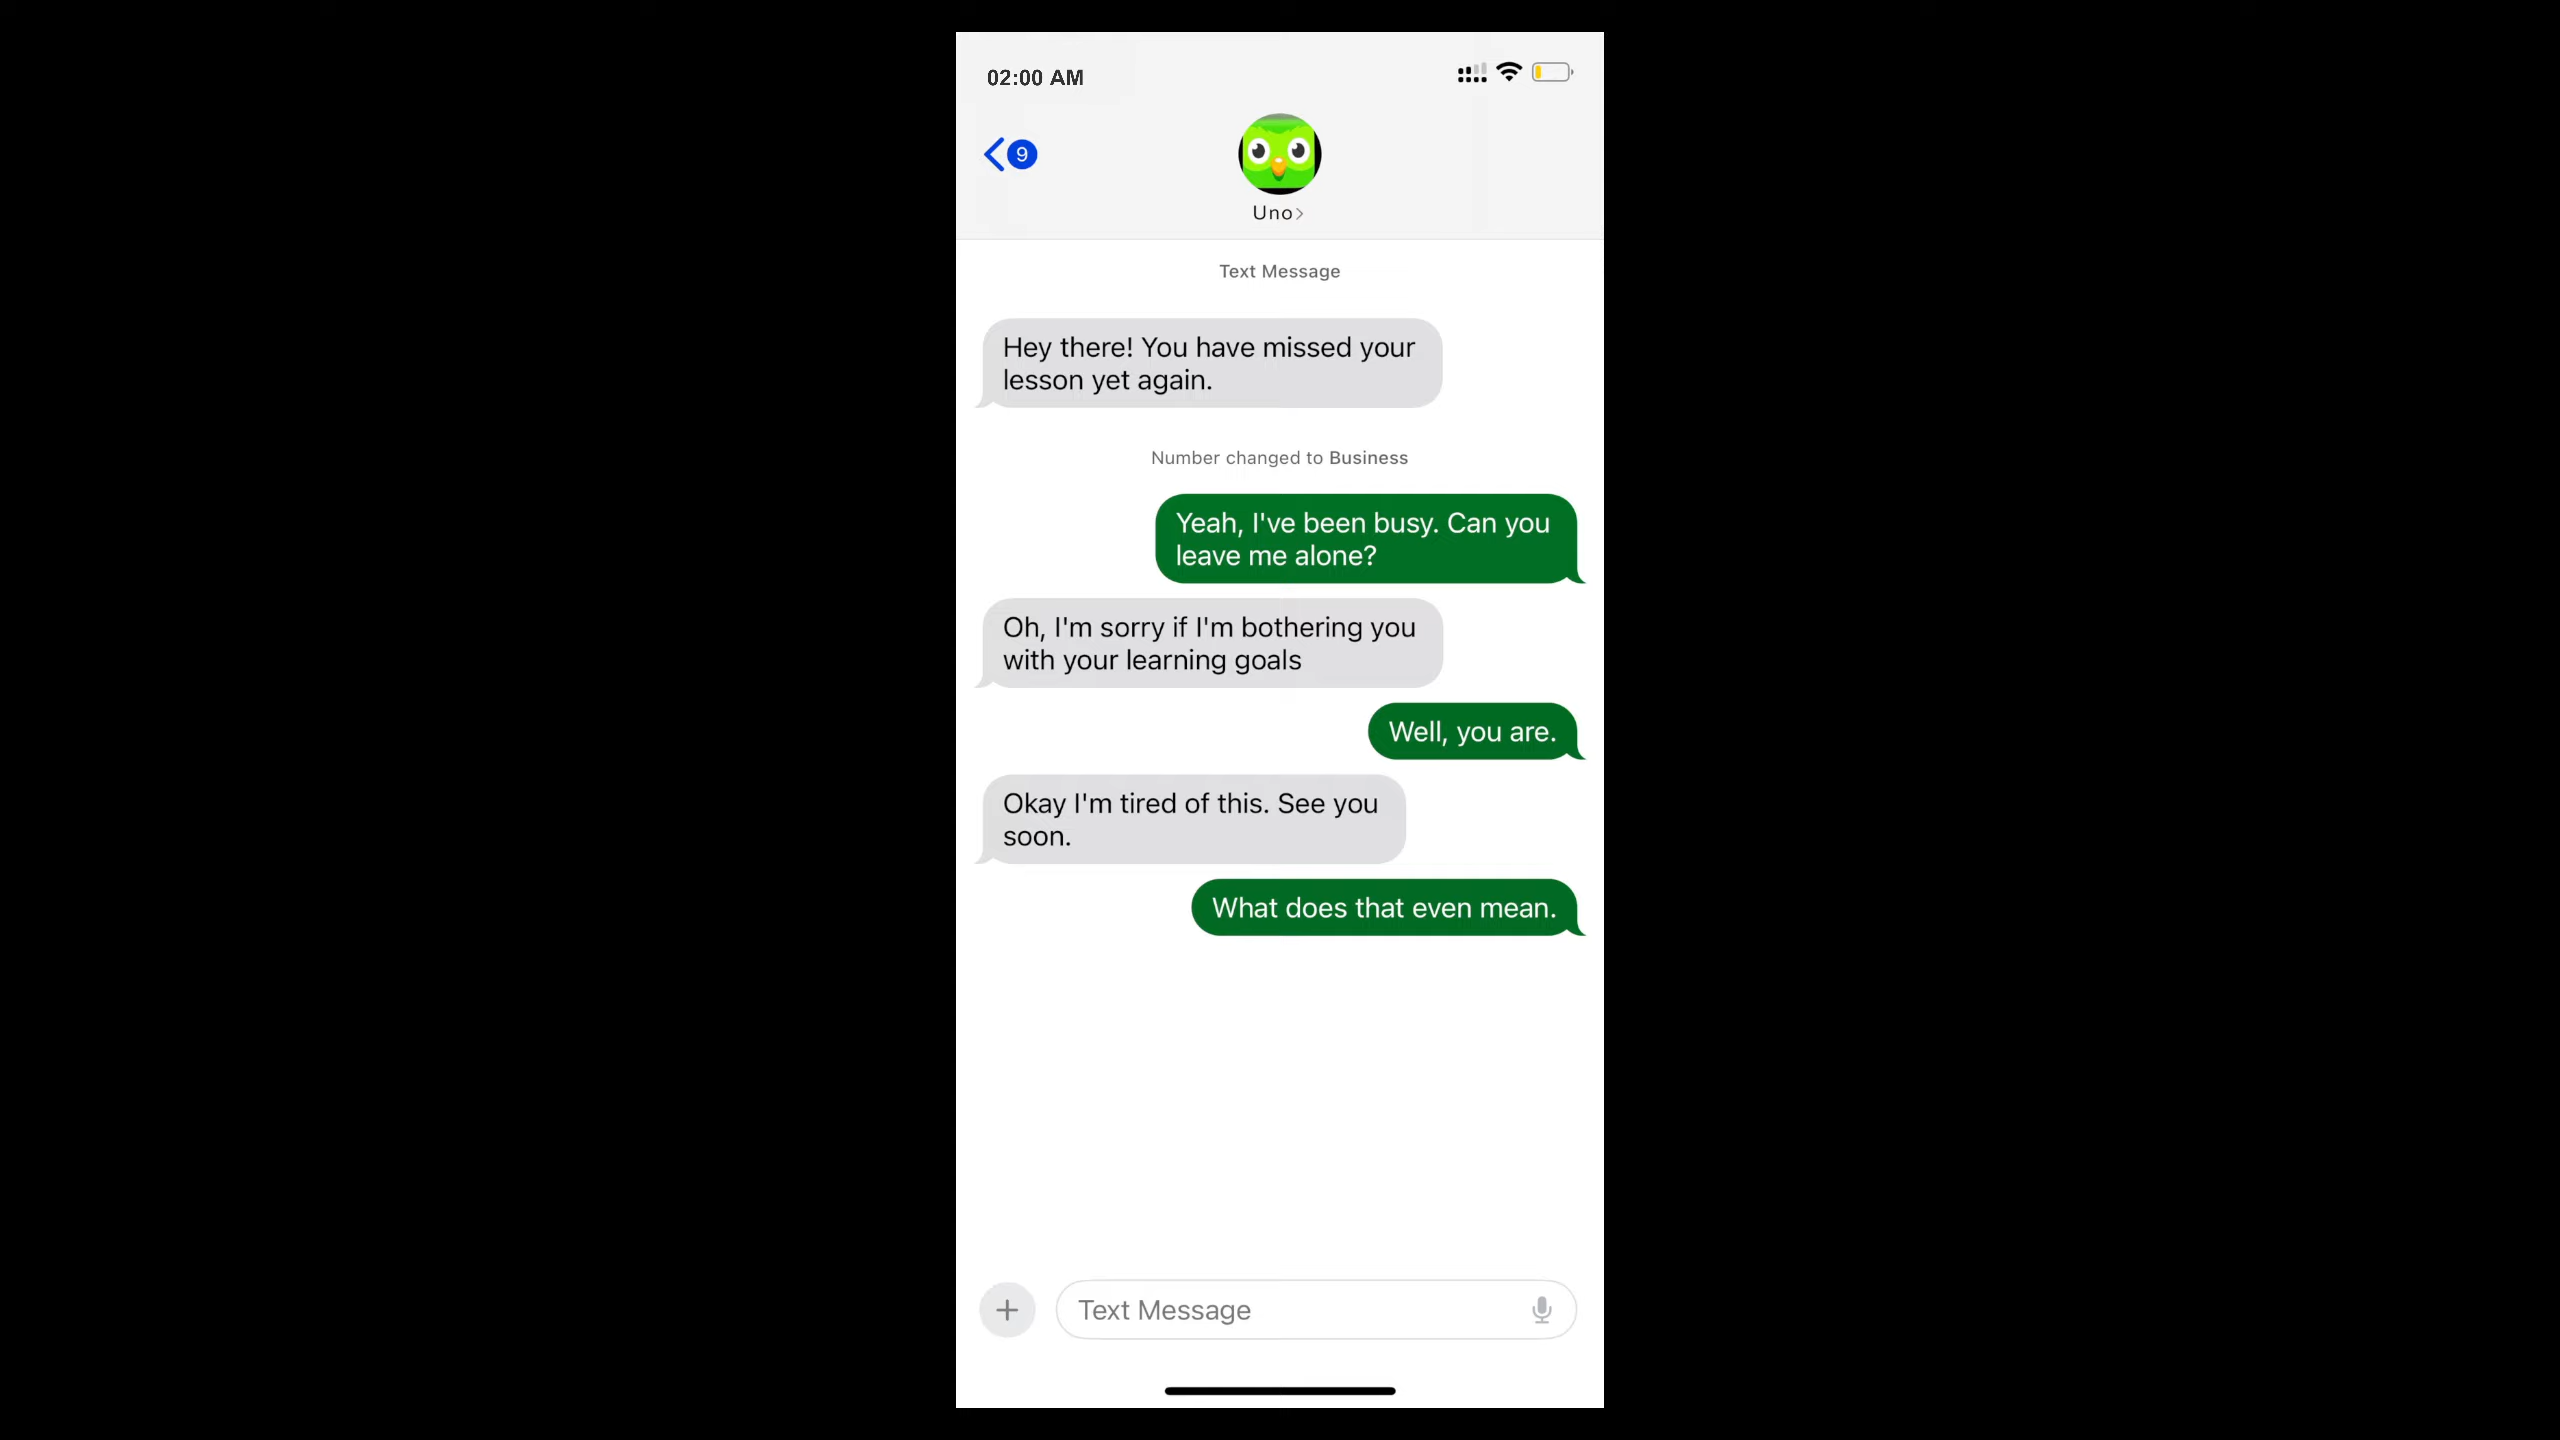 02:00 AM
9
Uno
Text Message
Hey there! You have missed your
lesson yet again.
Number changed to Business
Yeah, I've been busy. Can you
leave me alone?
Oh, I'm sorry if I'm bothering you
with your learning goals
Well, you are.
Okay I'm tired of this. See you
soon.
What does that even mean.
Text Message